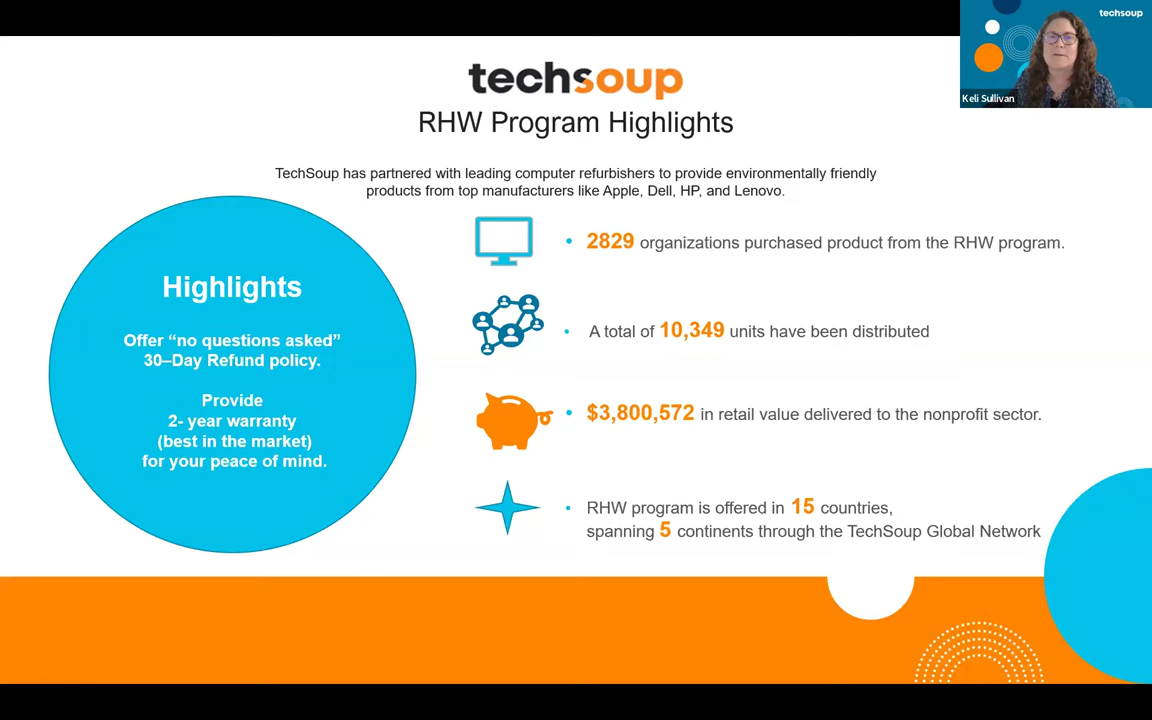 techsoup
RHW Program Highlights
TechSoup has partnered with leading computer refurbishers to provide environmentally friendly
products from top manufacturers like Apple, Dell, HP, and Lenovo.
Highlights
Offer “no questions asked”
30–Day Refund policy.
Provide
2- year warranty
(best in the market)
for your peace of mind.
• 2829 organizations purchased product from the RHW program.
• A total of 10,349 units have been distributed
• $3,800,572 in retail value delivered to the nonprofit sector.
• RHW program is offered in 15 countries,
spanning 5 continents through the TechSoup Global Network
techsoup
Keli Sullivan